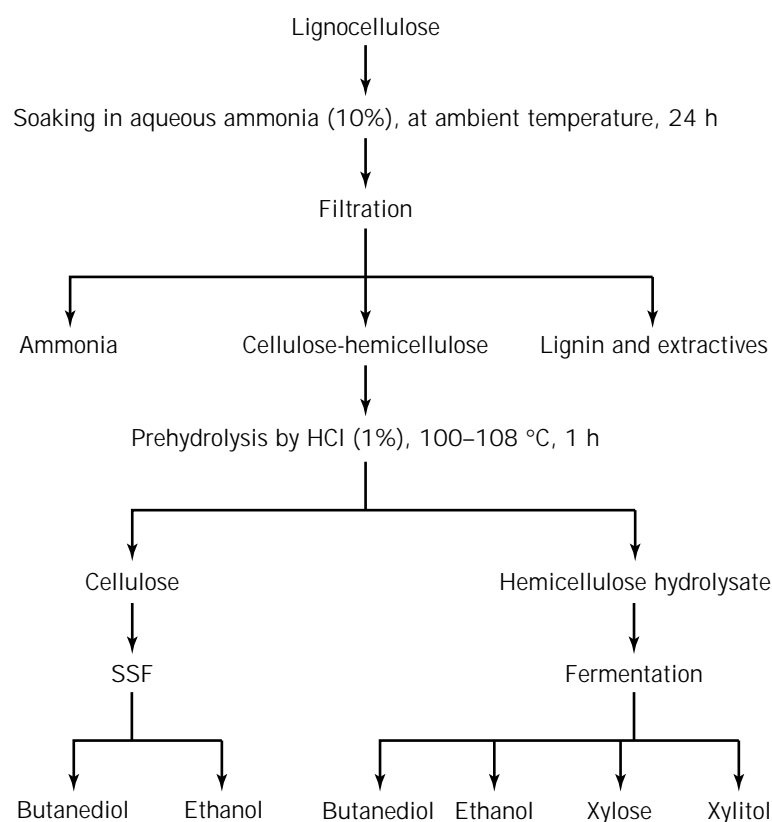 Lignocellulose
Soaking in aqueous ammonia (10%), at ambient temperature, 24 h
Filtration
Ammonia Cellulose-hemicellulose Lignin and extractives
Prehydrolysis by HCl (1%), 100–108 °C, 1 h
Cellulose Hemicellulose hydrolysate
SSF Fermentation
Butanediol Ethanol Butanediol Ethanol Xylose Xylitol